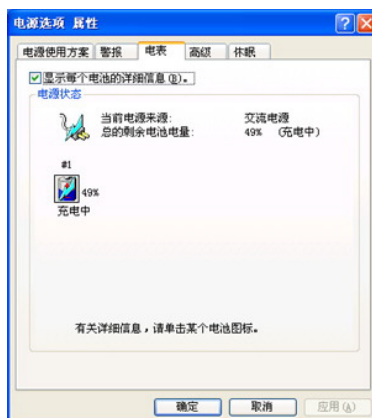 电源选项 属性
电源使用方案 警报 电表 高级 休眠
显示每个电池的详细信息(D)。
电源状态
当前电源来源: 交流电源
总的剩余电池电量: 49% (充电中)
#1
49%
充电中
有关详细信息，请单击某个电池图标。
确定 取消 应用(A)